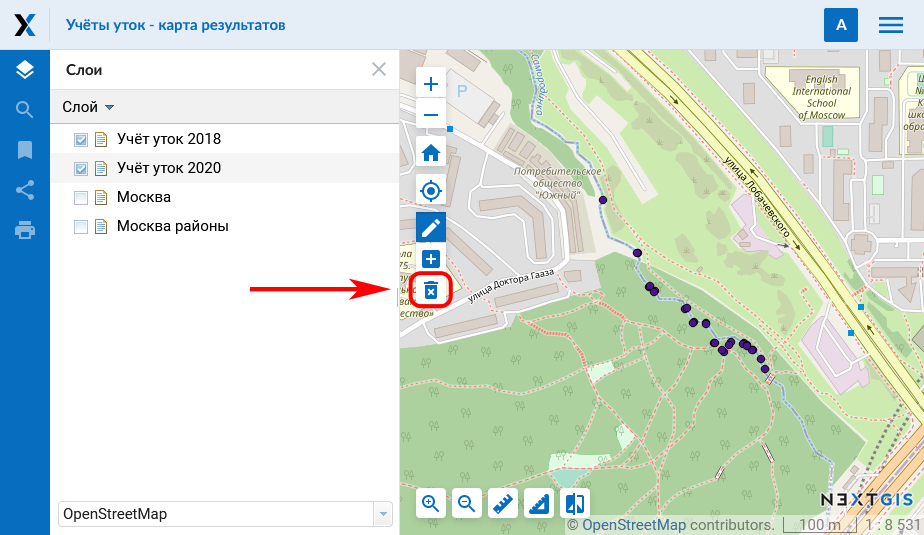 Учёты уток - карта результатов
A
Слои
Слой
Учёт уток 2018
Учёт уток 2020
Москва
Москва районы
OpenStreetMap
Самородинка
P
English
International
School
of Moscow
Потребительское
общество
"Южный"
улица Лобачевского
улица Доктора Гааза
ество»
NEXTGIS
© OpenStreetMap contributors.
100 m
1 : 8 531